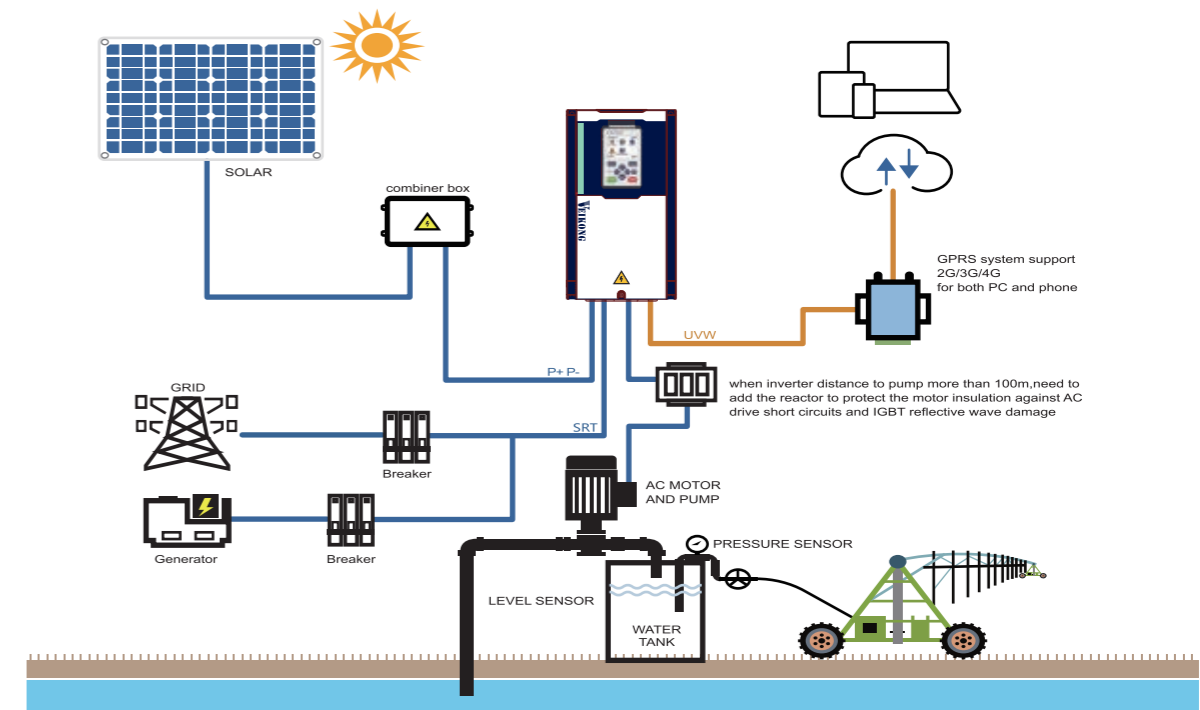 SOLAR
combiner box
VEIKONG
GPRS system support
2G/3G/4G
for both PC and phone
UVW
P+ P-
when inverter distance to pump more than 100m,need to
add the reactor to protect the motor insulation against AC
drive short circuits and IGBT reflective wave damage
GRID
SRT
Breaker
AC MOTOR
AND PUMP
Generator
Breaker
PRESSURE SENSOR
LEVEL SENSOR
WATER
TANK